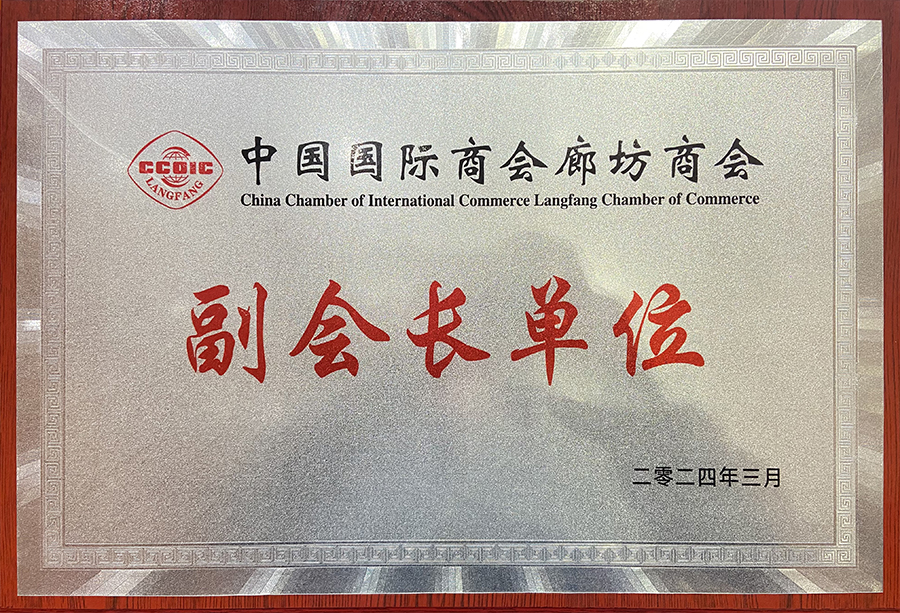 CCOIC
LANGFANG
中国国际商会廊坊商会
China Chamber of International Commerce Langfang Chamber of Commerce
副会长单位
二零二四年三月